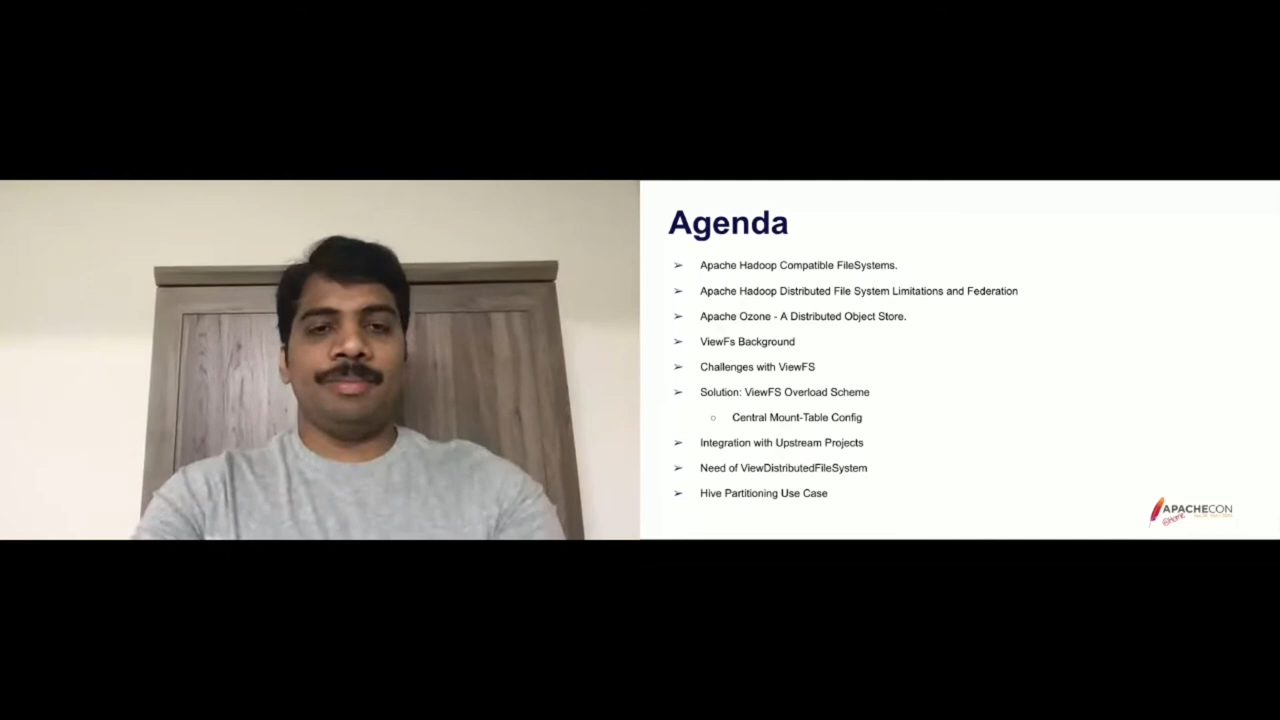 Agenda
➢ Apache Hadoop Compatible FileSystems.
➢ Apache Hadoop Distributed File System Limitations and Federation
➢ Apache Ozone - A Distributed Object Store.
➢ ViewFs Background
➢ Challenges with ViewFS
➢ Solution: ViewFS Overload Scheme
○ Central Mount-Table Config
➢ Integration with Upstream Projects
➢ Need of ViewDistributedFileSystem
➢ Hive Partitioning Use Case
APACHECON
@Home